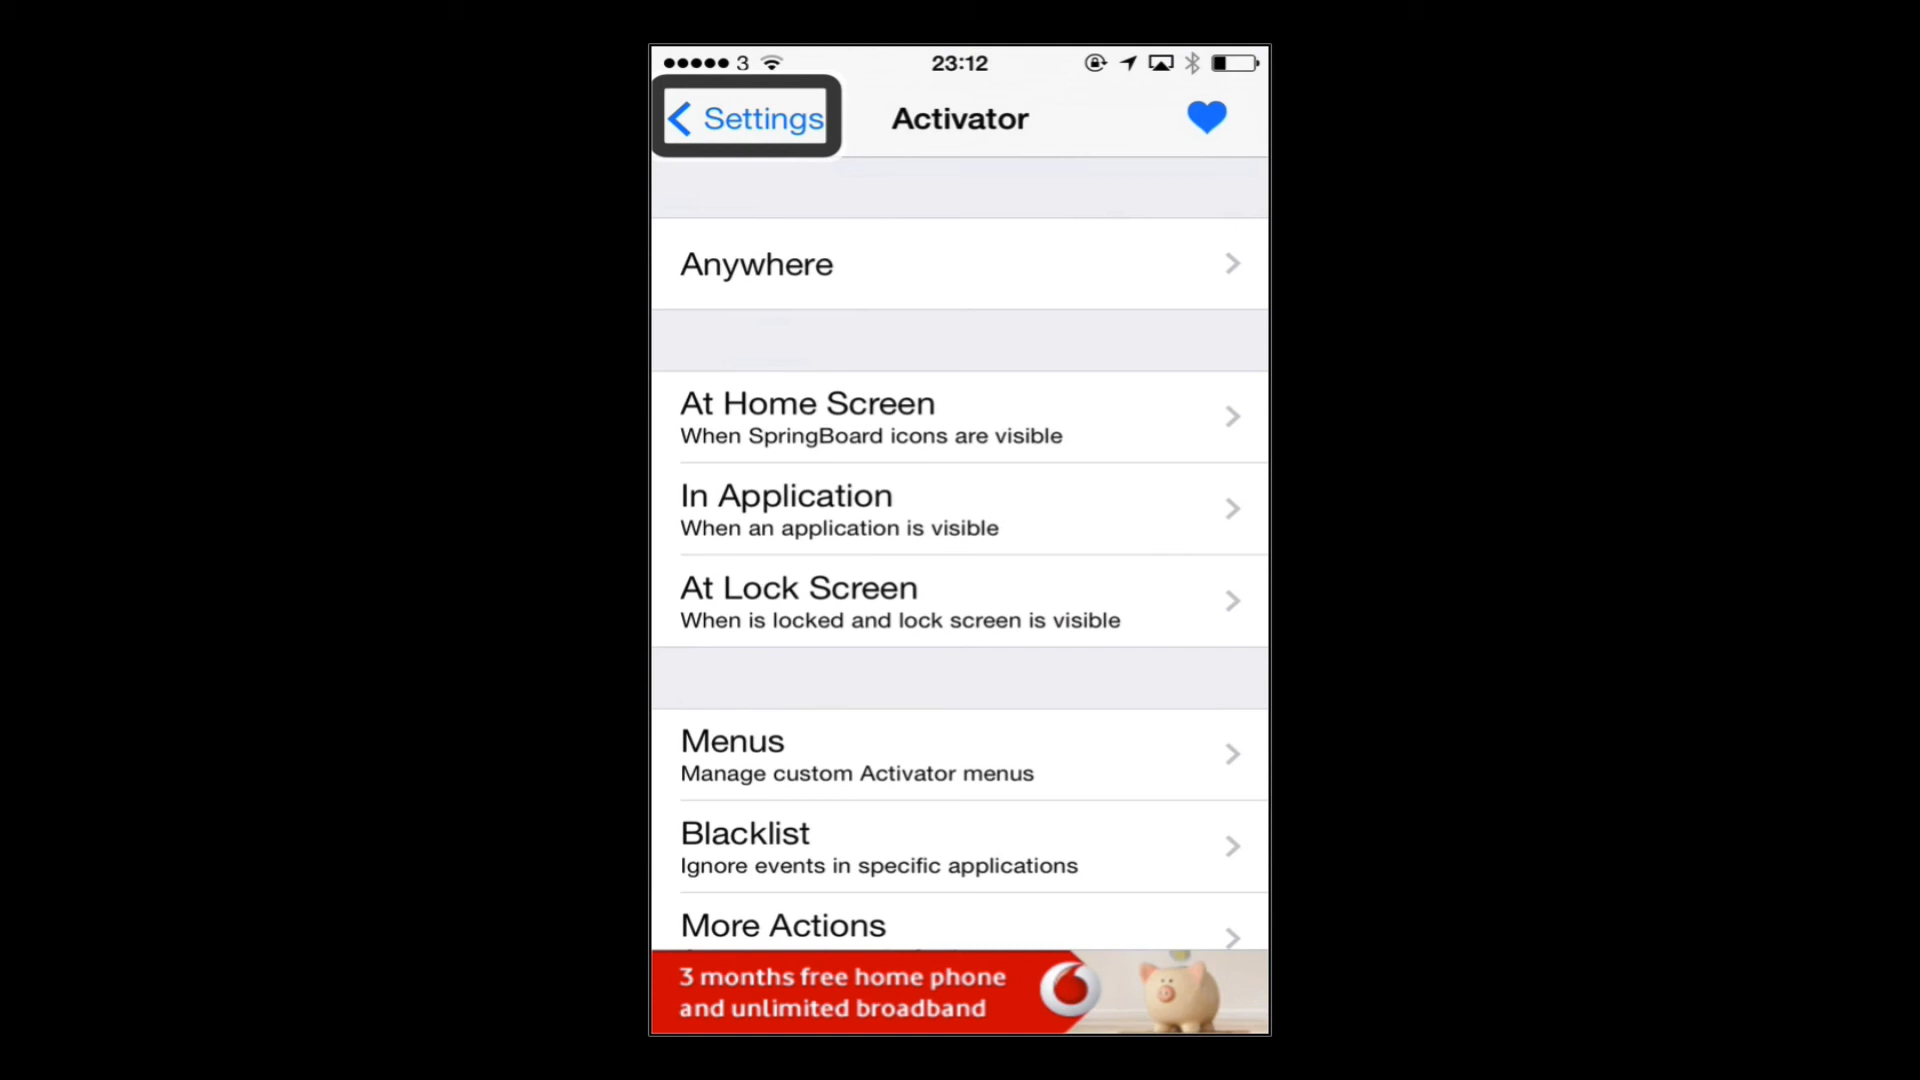 3
23:12
Settings
Activator
Anywhere
At Home Screen
When SpringBoard icons are visible
In Application
When an application is visible
At Lock Screen
When is locked and lock screen is visible
Menus
Manage custom Activator menus
Blacklist
Ignore events in specific applications
More Actions
3 months free home phone
and unlimited broadband